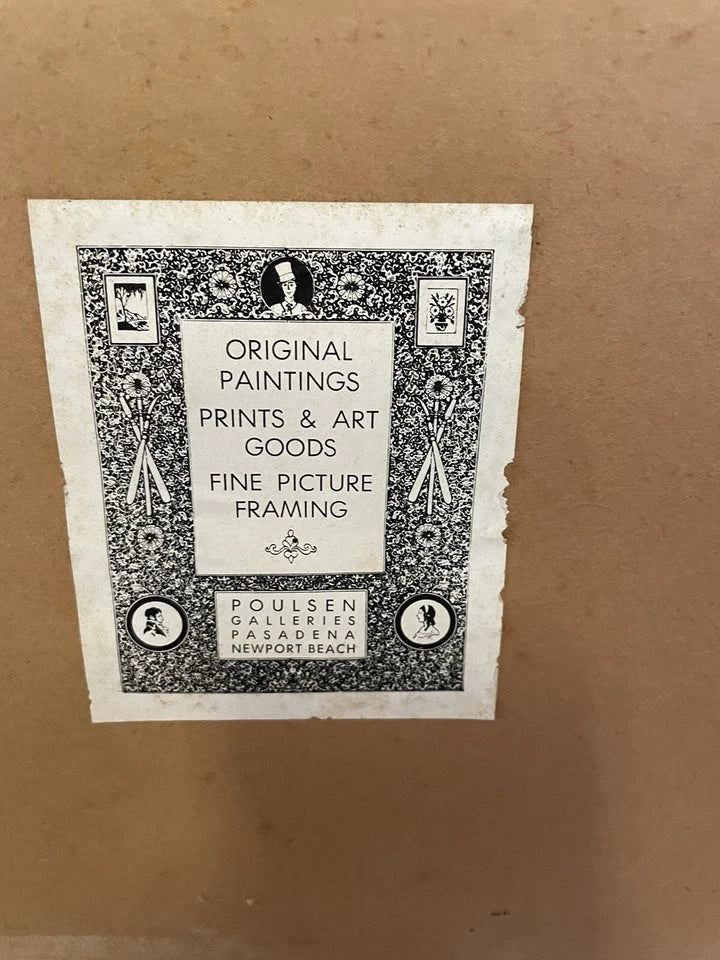 ORIGINAL
PAINTINGS
PRINTS & ART
GOODS
FINE PICTURE
FRAMING
POULSEN
GALLERIES
PASADENA
NEWPORT BEACH